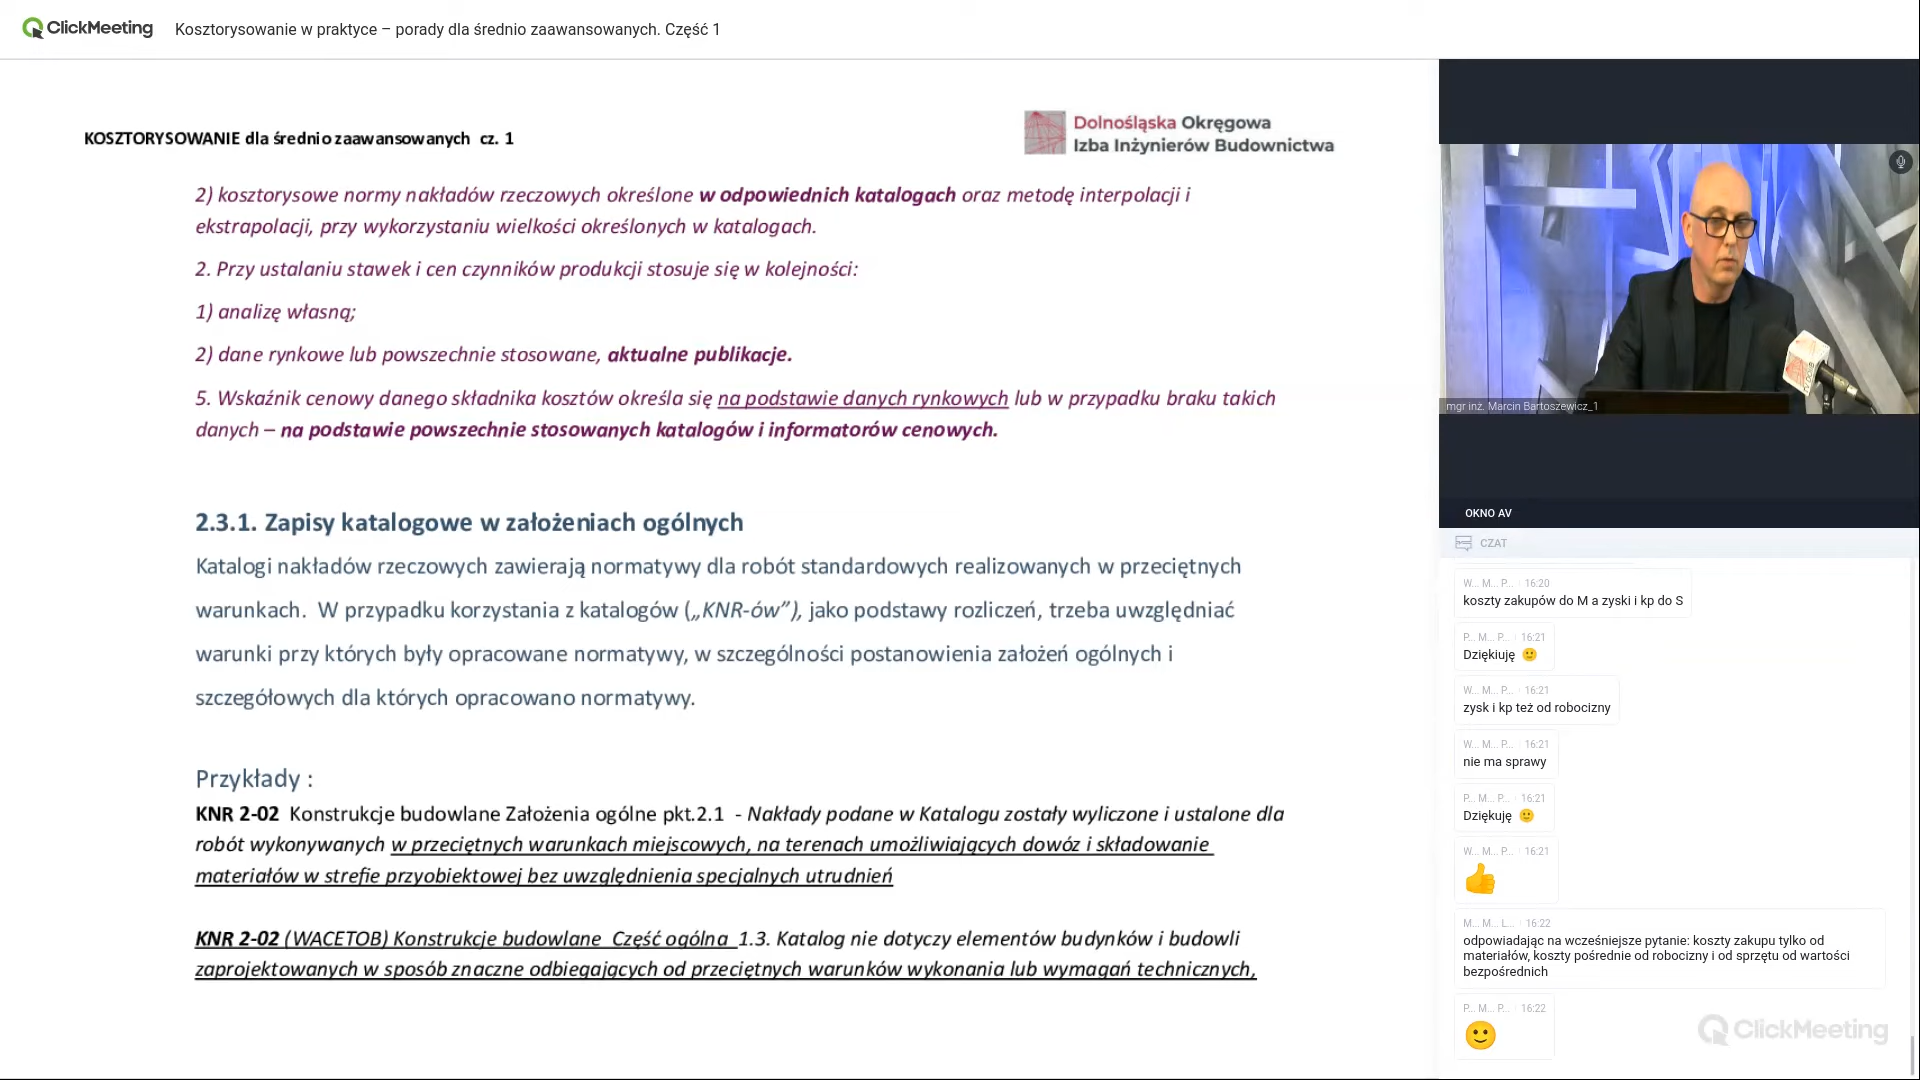 ClickMeeting
Kosztorysowanie w praktyce – porady dla średnio zaawansowanych. Część 1
KOSZTORYSOWANIE dla średnio zaawansowanych cz. 1
Dolnośląska Okręgowa
Izba Inżynierów Budownictwa
2) kosztorysowe normy nakładów rzeczowych określone w odpowiednich katalogach oraz metodę interpolacji i
ekstrapolacji, przy wykorzystaniu wielkości określonych w katalogach.
2. Przy ustalaniu stawek i cen czynników produkcji stosuje się w kolejności:
1) analizę własną;
2) dane rynkowe lub powszechnie stosowane, aktualne publikacje.
5. Wskaźnik cenowy danego składnika kosztów określa się na podstawie danych rynkowych lub w przypadku braku takich
danych – na podstawie powszechnie stosowanych katalogów i informatorów cenowych.
2.3.1. Zapisy katalogowe w założeniach ogólnych
Katalogi nakładów rzeczowych zawierają normatywy dla robót standardowych realizowanych w przeciętnych
warunkach. W przypadku korzystania z katalogów („KNR-ów”), jako podstawy rozliczeń, trzeba uwzględniać
warunki przy których były opracowane normatywy, w szczególności postanowienia założeń ogólnych i
szczegółowych dla których opracowano normatywy.
Przykłady :
KNR 2-02 Konstrukcje budowlane Założenia ogólne pkt.2.1 - Nakłady podane w Katalogu zostały wyliczone i ustalone dla
robót wykonywanych w przeciętnych warunkach miejscowych, na terenach umożliwiających dowóz i składowanie
materiałów w strefie przyobiektowej bez uwzględnienia specjalnych utrudnień
KNR 2-02 (WACETOB) Konstrukcje budowlane Część ogólna 1.3. Katalog nie dotyczy elementów budynków i budowli
zaprojektowanych w sposób znaczne odbiegających od przeciętnych warunków wykonania lub wymagań technicznych,
mgr inż. Marcin Bartoszewicz_1
OKNO AV
CZAT
W... M... P... 16:20
koszty zakupów do M a zyski i kp do S
P... M... P... 16:21
Dziękiuję
W... M... P... 16:21
zysk i kp też od robocizny
W... M... P... 16:21
nie ma sprawy
P... M... P... 16:21
Dziękuję
W... M... P... 16:21
M... M... L... 16:22
odpowiadając na wcześniejsze pytanie: koszty zakupu tylko od
materiałów, koszty pośrednie od robocizny i od sprzętu od wartości
bezpośrednich
P... M... P... 16:22
ClickMeeting